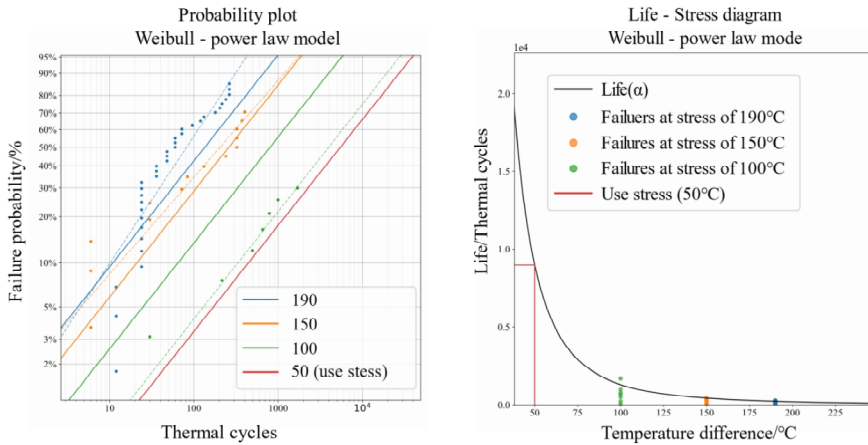 Probability plot
Weibull - power law model
Failure probability/%
95%
90%
80%
70%
60%
50%
40%
30%
20%
10%
5%
3%
2%
190
150
100
50 (use stess)
10
100
1000
10⁴
Thermal cycles
Life - Stress diagram
Weibull - power law mode
1e4
Life/Thermal cycles
2.0
1.5
1.0
0.5
0.0
Life(α)
Failuers at stress of 190℃
Failures at stress of 150℃
Failures at stress of 100℃
Use stress (50℃)
50
75
100
125
150
175
200
225
Temperature difference/℃